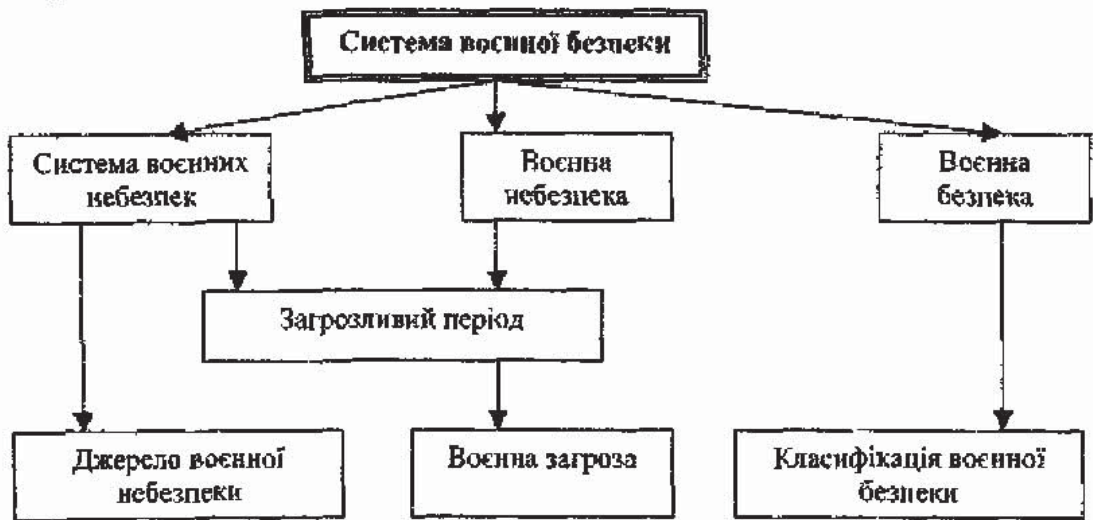 Система воєнної безпеки
Система воєнних
небезпек
Воєнна
небезпека
Воєнна
безпека
Загрозливий період
Джерело воєнної
небезпеки
Воєнна загроза
Класифікація воєнної
безпеки